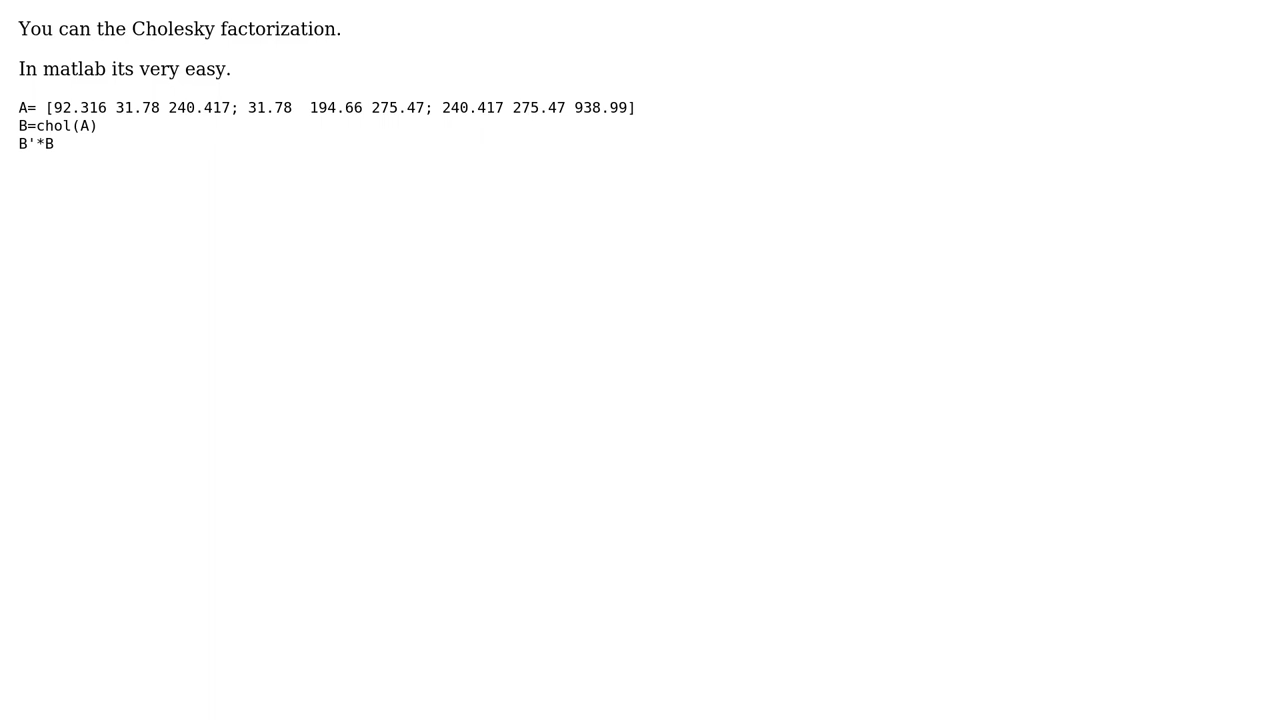 You can the Cholesky factorization.
In matlab its very easy.
A= [92.316 31.78 240.417; 31.78  194.66 275.47; 240.417 275.47 938.99]
B=chol(A)
B'*B